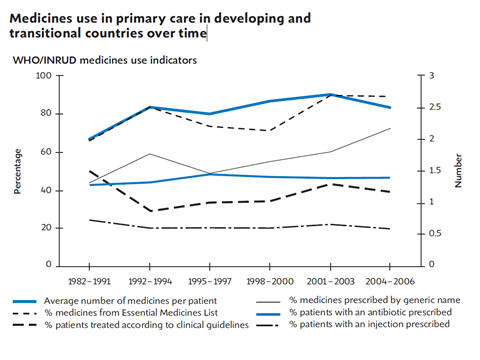 Medicines use in primary care in developing and
transitional countries over time
WHO/INRUD medicines use indicators
100
80
60
40
20
0
Percentage
3
2.5
2
1.5
1
0.5
0
Number
1982–1991
1992–1994
1995–1997
1998–2000
2001–2003
2004–2006
Average number of medicines per patient
% medicines from Essential Medicines List
% patients treated according to clinical guidelines
% medicines prescribed by generic name
% patients with an antibiotic prescribed
% patients with an injection prescribed